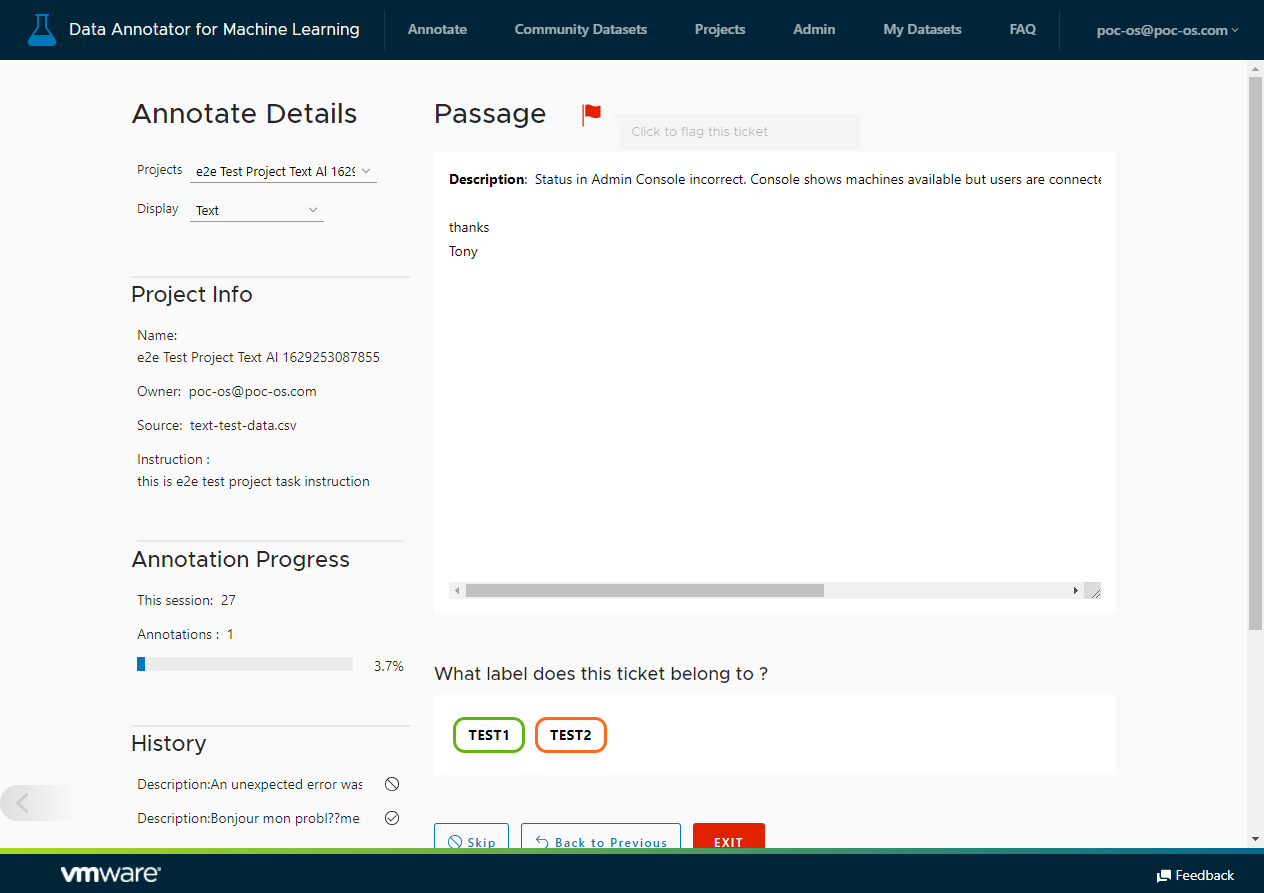 Data Annotator for Machine Learning
Annotate
Community Datasets
Projects
Admin
My Datasets
FAQ
poc-os@poc-os.com
Annotate Details
Projects
e2e Test Project Text Al 1629
Display
Text
Project Info
Name:
e2e Test Project Text Al 1629253087855
Owner: poc-os@poc-os.com
Source: text-test-data.csv
Instruction :
this is e2e test project task instruction
Annotation Progress
This session: 27
Annotations : 1
3.7%
History
Description:An unexpected error was
Description:Bonjour mon probl??me
Passage
Click to flag this ticket
Description: Status in Admin Console incorrect. Console shows machines available but users are connecte
thanks
Tony
What label does this ticket belong to ?
TEST1
TEST2
Skip
Back to Previous
EXIT
vmware
Feedback